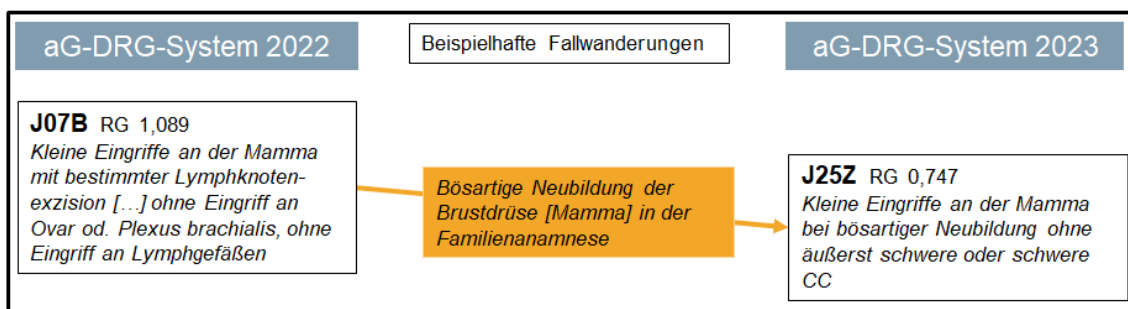 aG-DRG-System 2022
Beispielhafte Fallwanderungen
aG-DRG-System 2023
J07B RG 1,089
Kleine Eingriffe an der Mamma
mit bestimmter Lymphknoten-
exzision [...] ohne Eingriff an
Ovar od. Plexus brachialis, ohne
Eingriff an Lymphgefäßen
Bösartige Neubildung der
Brustdrüse [Mamma] in der
Familienanamnese
J25Z RG 0,747
Kleine Eingriffe an der Mamma
bei bösartiger Neubildung ohne
äußerst schwere oder schwere
CC